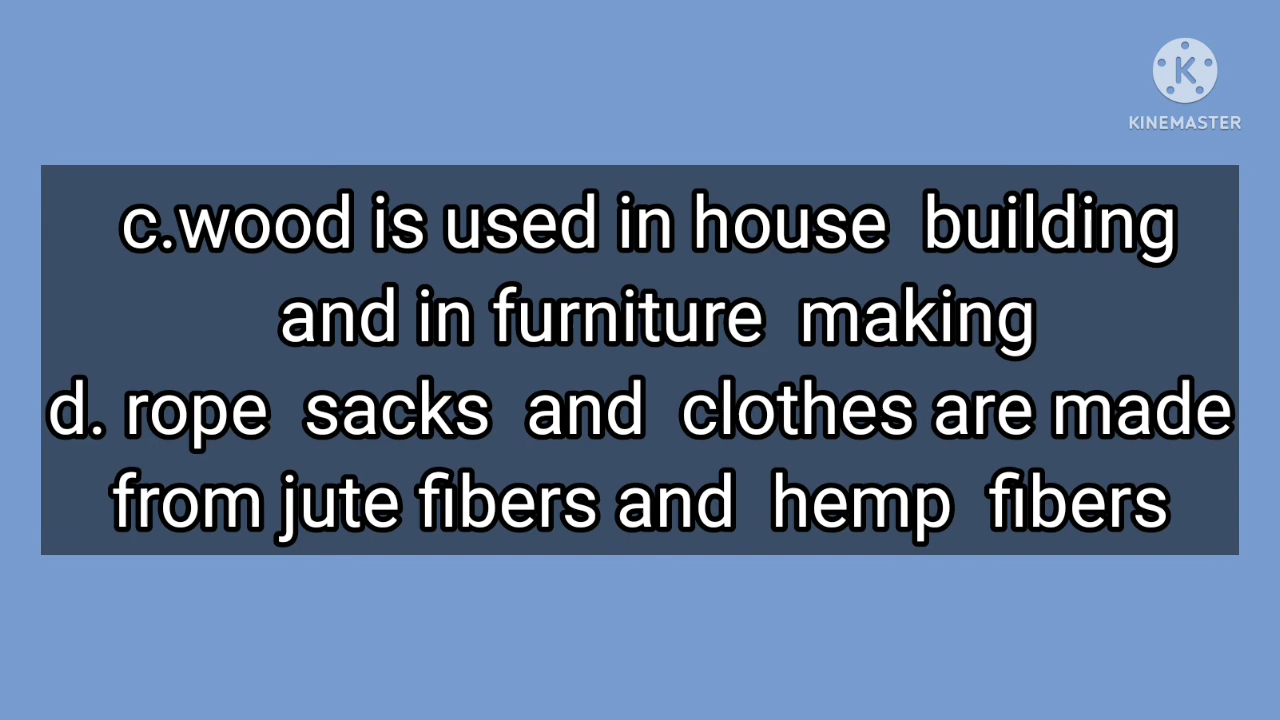 K
KINEMASTER
c.wood is used in house building
and in furniture making
d. rope sacks and clothes are made
from jute fibers and hemp fibers